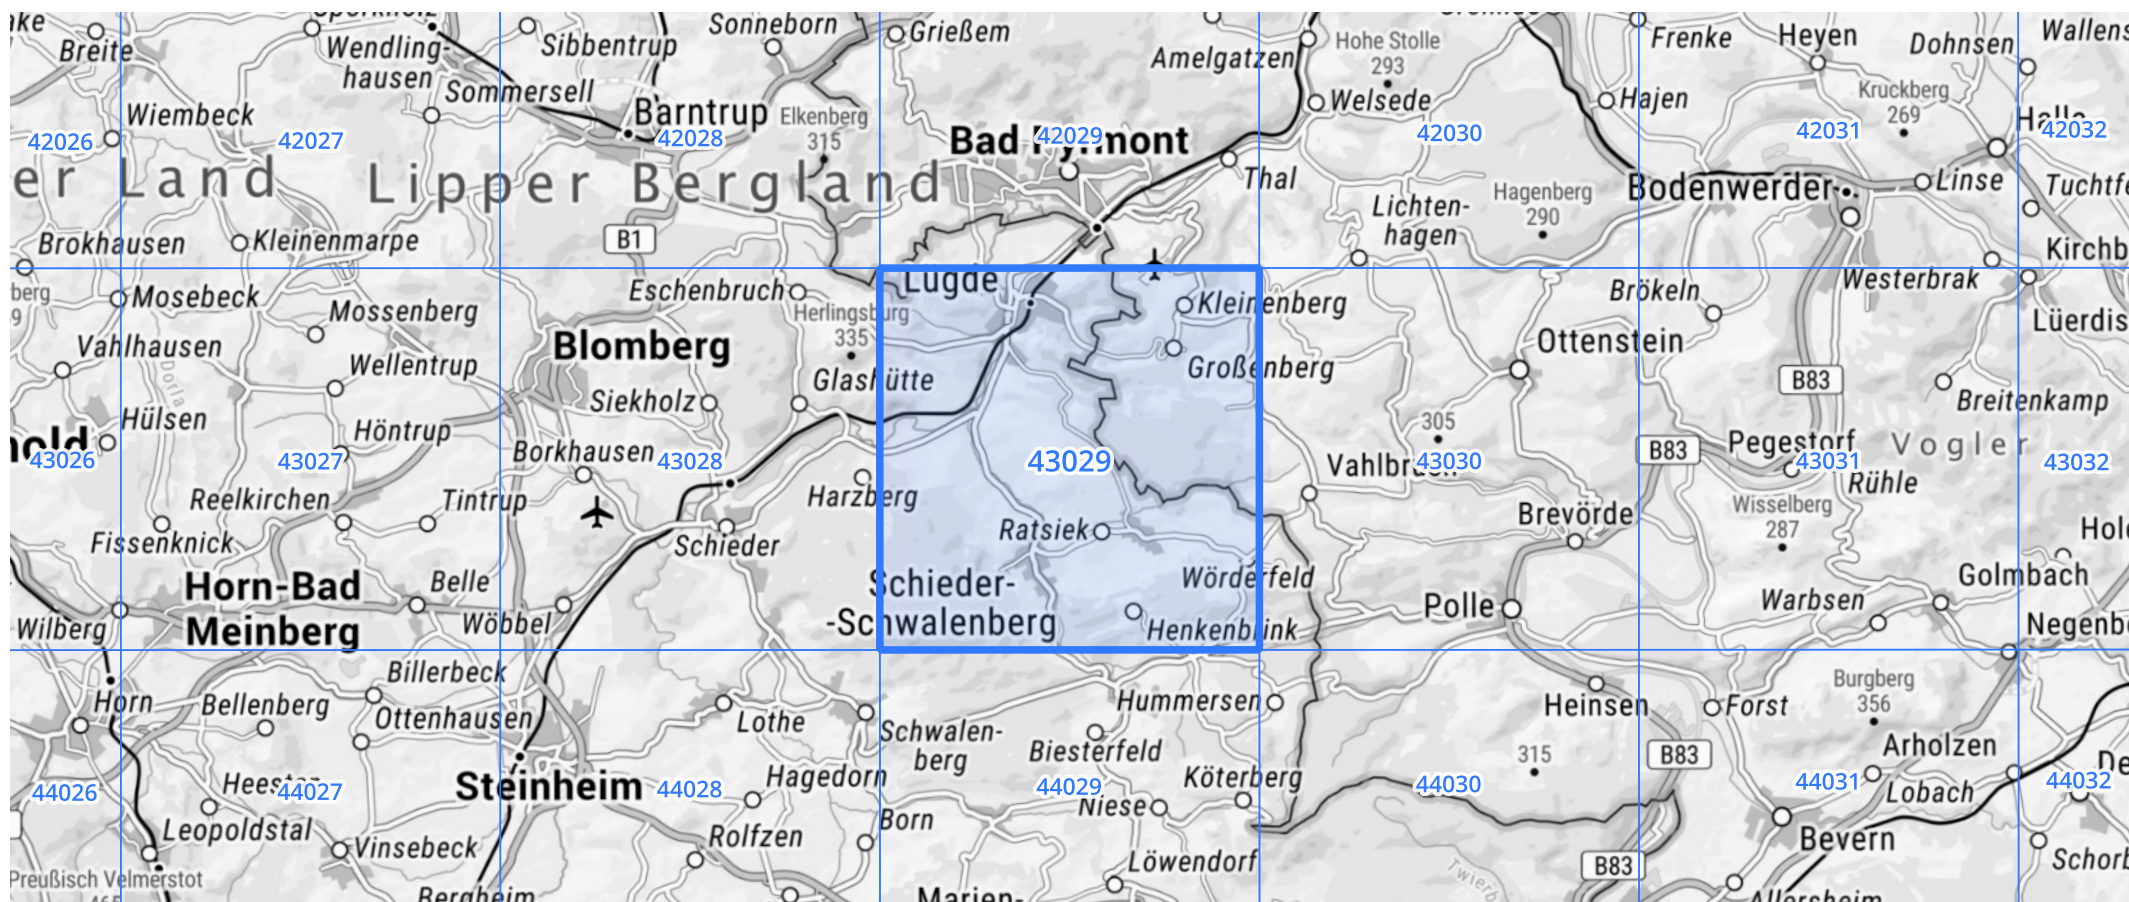 Breite
Wendling-
hausen
Sibbentrup
Sonneborn
Grießem
Amelgatzen
Hohe Stolle
293
Frenke
Heyen
Dohnsen
Wiembeck
Sommersell
Barntrup
Elkenberg
315
Bad Pyrmont
Welsede
Hajen
Kruckberg
269
Halle
42026
42027
42028
42029
42030
42031
42032
er Land
Lipper Bergland
Thal
Hagenberg
290
Bodenwerder
Linse
Brokhausen
Kleinenmarpe
B1
Lichten-
hagen
Westerbrak
Mosebeck
Mossenberg
Eschenbruch
Lügde
Kleinenberg
Brökeln
Herlingsburg
335
Vahlhausen
Wellentrup
Blomberg
Glashütte
Großenberg
Ottenstein
B83
Breitenkamp
Hülsen
Höntrup
Siekholz
305
Borkhausen
B83
Pegestorf
Vogler
43026
43027
43028
43029
43030
43031
43032
Vahlbruch
Reelkirchen
Tintrup
Harzberg
Rühle
Wisselberg
287
Fissenknick
Schieder
Ratsiek
Brevörde
Horn-Bad
Meinberg
Belle
Wöbbel
Schieder-
-Schwalenberg
Wörderfeld
Henkenbrink
Polle
Warbsen
Golmbach
Wilberg
Horn
Bellenberg
Billerbeck
Ottenhausen
Lothe
Schwalen-
berg
Hummersen
Biesterfeld
Heinsen
Forst
Burgberg
356
Steinheim
Hagedorn
Köterberg
315
B83
Arholzen
44026
44027
44028
44029
44030
44031
44032
Niese
Lobach
Leopoldstal
Vinsebeck
Rolfzen
Born
Löwendorf
B83
Bevern
Preußisch Velmerstot
Bergheim
Marien-
Allersheim